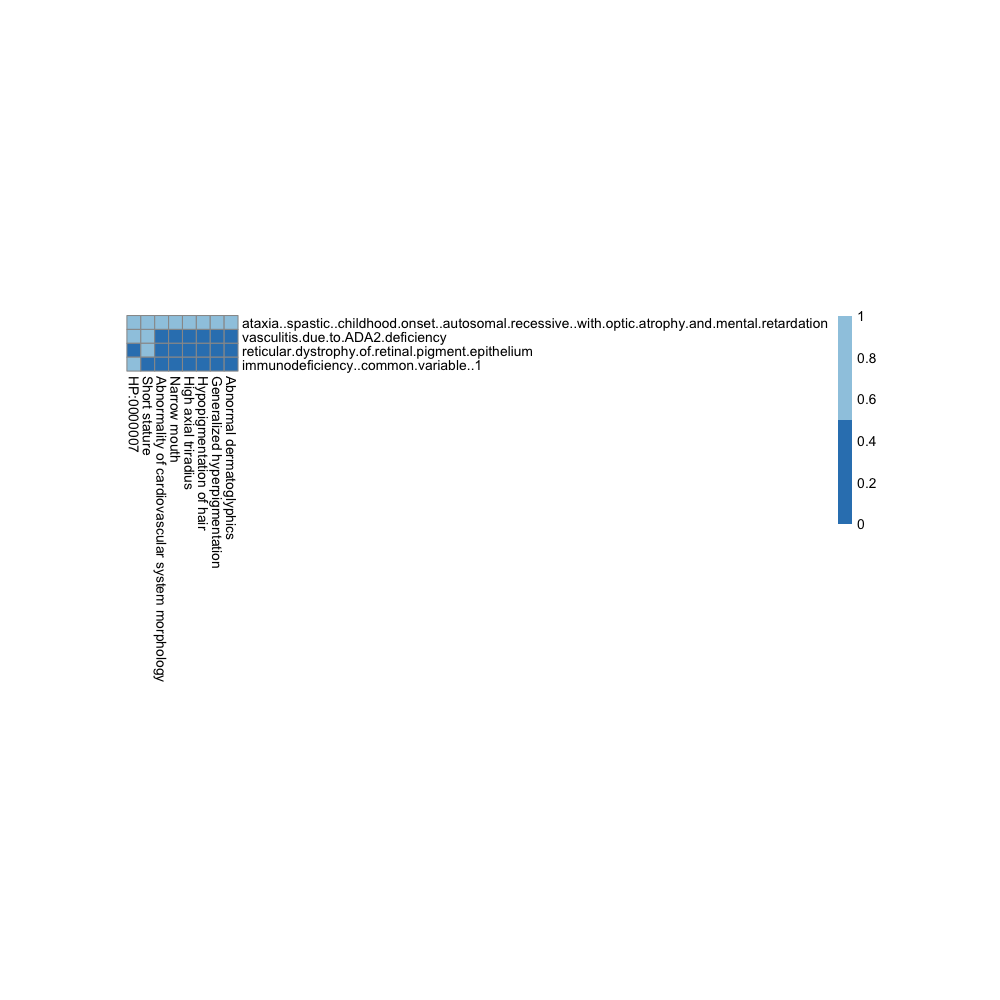 ataxia..spastic..childhood.onset..autosomal.recessive..with.optic.atrophy.and.mental.retardation
vasculitis.due.to.ADA2.deficiency
reticular.dystrophy.of.retinal.pigment.epithelium
immunodeficiency..common.variable..1
HP:0000007
Short stature
Abnormality of cardiovascular system morphology
Narrow mouth
High axial triradius
Hypopigmentation of hair
Generalized hyperpigmentation
Abnormal dermatoglyphics
1
0.8
0.6
0.4
0.2
0